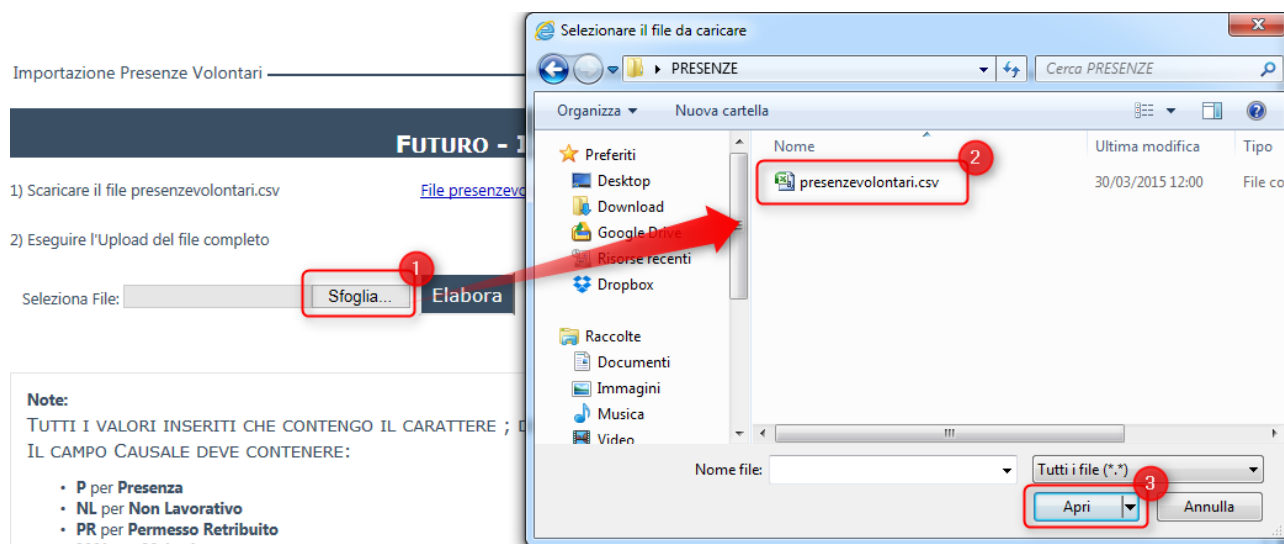 Importazione Presenze Volontari
FUTURO - I
1) Scaricare il file presenzevolontari.csv
File presenzevo
2) Eseguire l'Upload del file completo
1
Seleziona File:
Sfoglia...
Elabora
Note:
TUTTI I VALORI INSERITI CHE CONTENGO IL CARATTERE ; D
IL CAMPO CAUSALE DEVE CONTENERE:
• P per Presenza
• NL per Non Lavorativo
• PR per Permesso Retribuito
Selezionare il file da caricare
PRESENZE
Cerca PRESENZE
Organizza
Nuova cartella
Preferiti
Desktop
Download
Google Drive
Risorse recenti
Dropbox
Raccolte
Documenti
Immagini
Musica
Video
Nome
Ultima modifica
Tipo
2
presenzevolontari.csv
30/03/2015 12:00
File co
Nome file:
Tutti i file (*.*)
3
Apri
Annulla